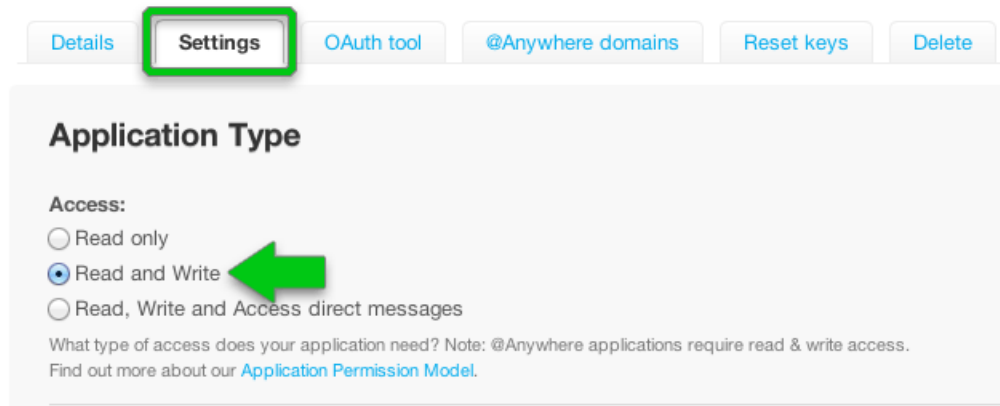 Details Settings OAuth tool @Anywhere domains Reset keys Delete
Application Type
Access:
Read only
Read and Write
Read, Write and Access direct messages
What type of access does your application need? Note: @Anywhere applications require read & write access.
Find out more about our Application Permission Model.